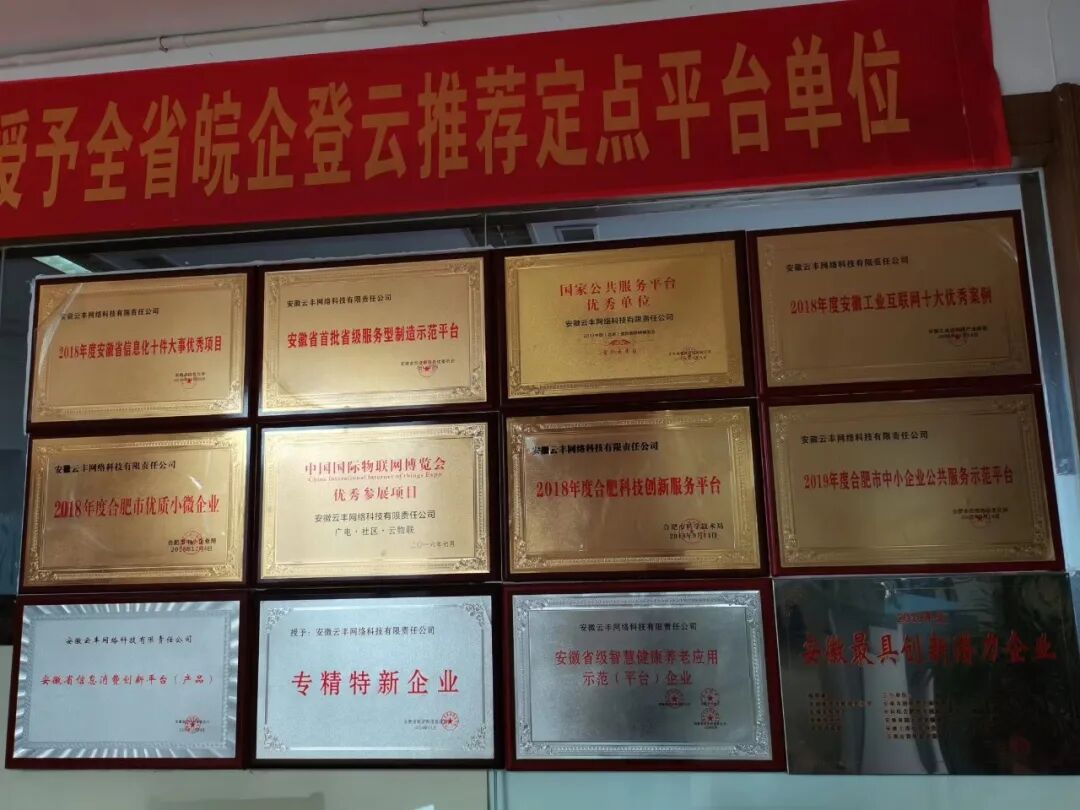 授予全省皖企登云推荐定点平台单位
安徽云丰网络科技有限责任公司
2018年度安徽省信息化十件大事优秀项目
安徽云丰网络科技有限责任公司
安徽省首批省级服务型制造示范平台
国家公共服务平台
优秀单位
安徽云丰网络科技有限责任公司
安徽云丰网络科技有限责任公司
2018年度安徽工业互联网十大优秀案例
安徽云丰网络科技有限责任公司
2018年度合肥市优质小微企业
中国国际物联网博览会
China International Internet of things Expo
优秀参展项目
安徽云丰网络科技有限责任公司
广电·社区·云物联
二〇一六年七月
安徽云丰网络科技有限责任公司
2018年度合肥科技创新服务平台
合肥市科学技术局
安徽云丰网络科技有限责任公司
2019年度合肥市中小企业公共服务示范平台
安徽云丰网络科技有限责任公司
安徽省信息消费创新平台（产品）
授予：安徽云丰网络科技有限责任公司
专精特新企业
安徽云丰网络科技有限责任公司
安徽省级智慧健康养老应用
示范（平台）企业
安徽最具创新潜力企业